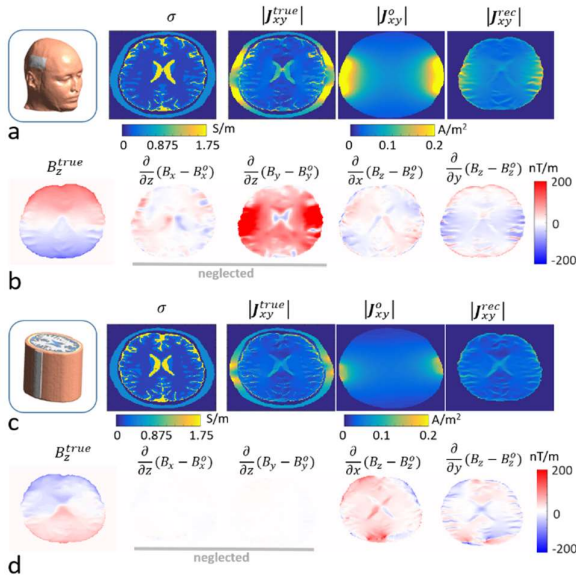 σ |J_xy^true| |J_xy^o| |J_xy^rec|
a
S/m A/m²
0 0.875 1.75 0 0.1 0.2
B_z^true ∂/∂z(B_x − B_x^o) ∂/∂z(B_y − B_y^o) ∂/∂x(B_z − B_z^o) ∂/∂y(B_z − B_z^o) nT/m
200
0
-200
neglected
b
σ |J_xy^true| |J_xy^o| |J_xy^rec|
c
S/m A/m²
0 0.875 1.75 0 0.1 0.2
B_z^true ∂/∂z(B_x − B_x^o) ∂/∂z(B_y − B_y^o) ∂/∂x(B_z − B_z^o) ∂/∂y(B_z − B_z^o) nT/m
200
0
-200
neglected
d